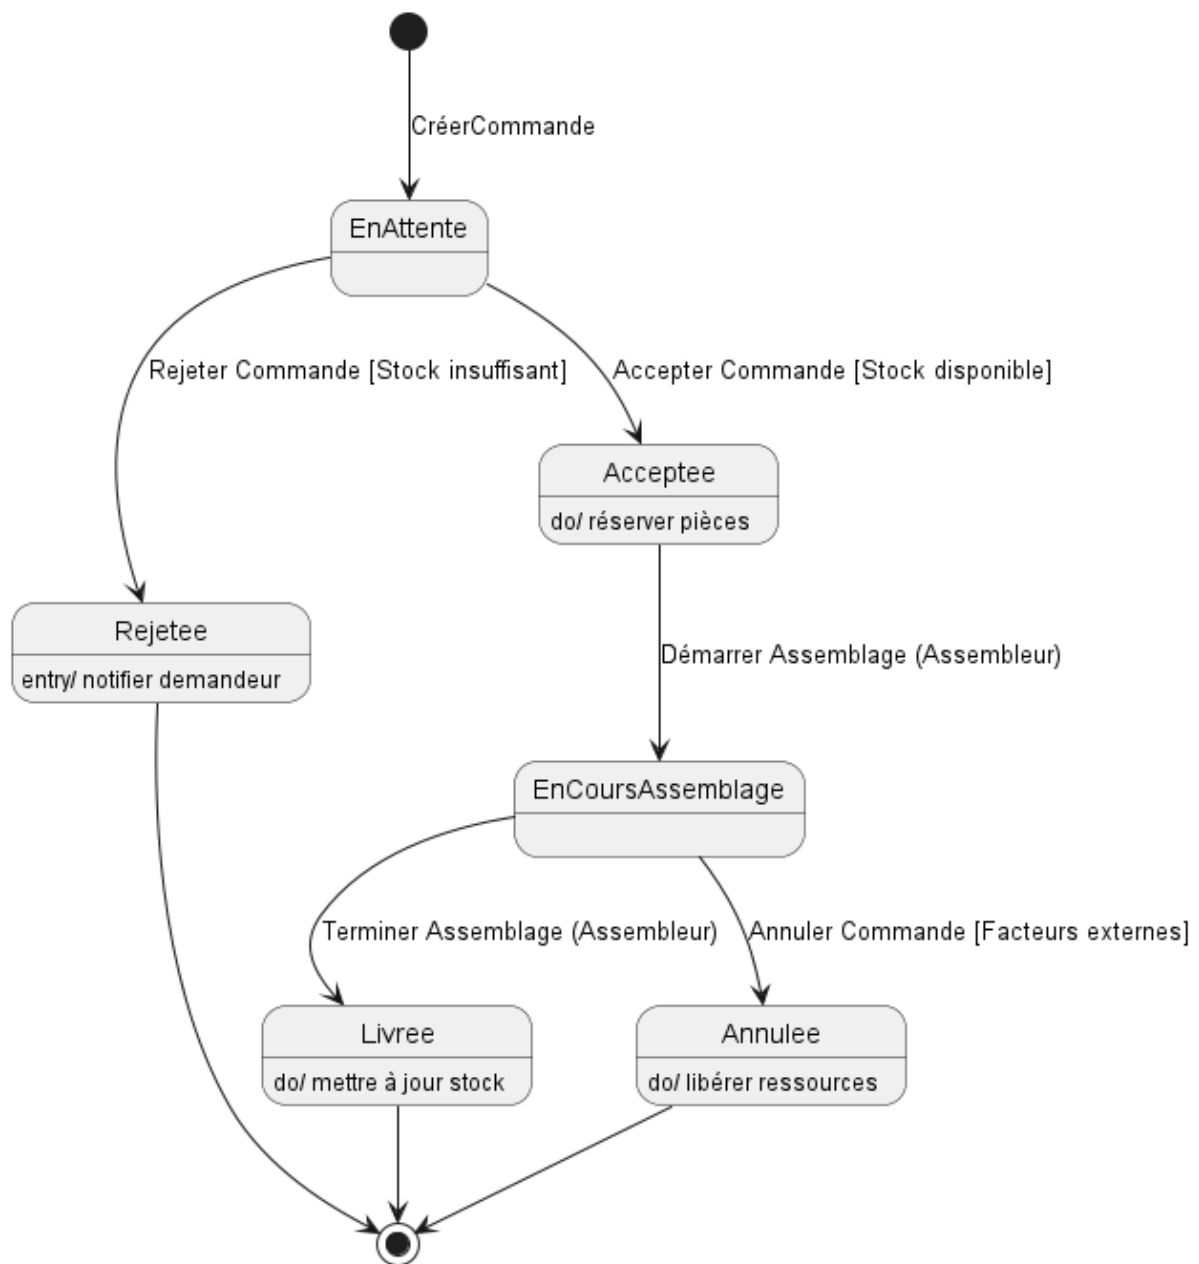 CréerCommande
EnAttente
Rejeter Commande [Stock insuffisant]
Accepter Commande [Stock disponible]
Acceptee
do/ réserver pièces
Rejetee
entry/ notifier demandeur
Démarrer Assemblage (Assembleur)
EnCoursAssemblage
Terminer Assemblage (Assembleur)
Annuler Commande [Facteurs externes]
Livree
do/ mettre à jour stock
Annulee
do/ libérer ressources